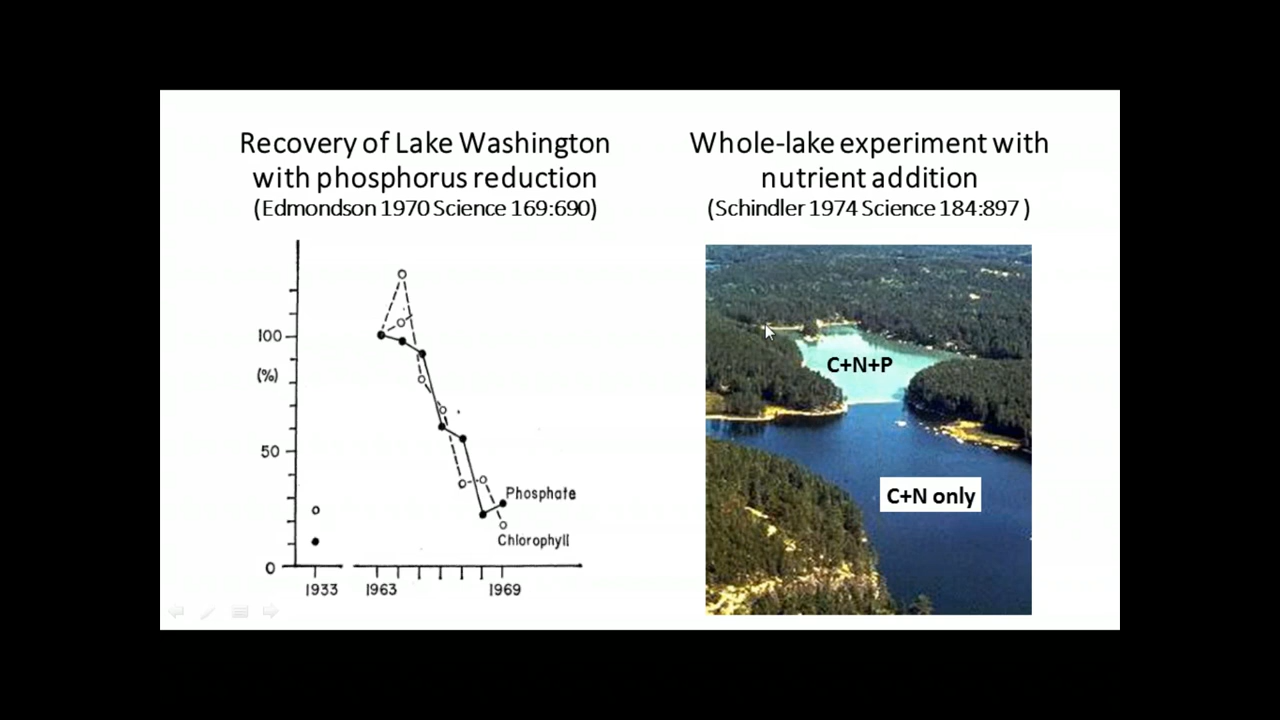 Recovery of Lake Washington
with phosphorus reduction
(Edmondson 1970 Science 169:690)
100
(%)
50
0
1933
1963
1969
Phosphate
Chlorophyll
Whole-lake experiment with
nutrient addition
(Schindler 1974 Science 184:897 )
C+N+P
C+N only